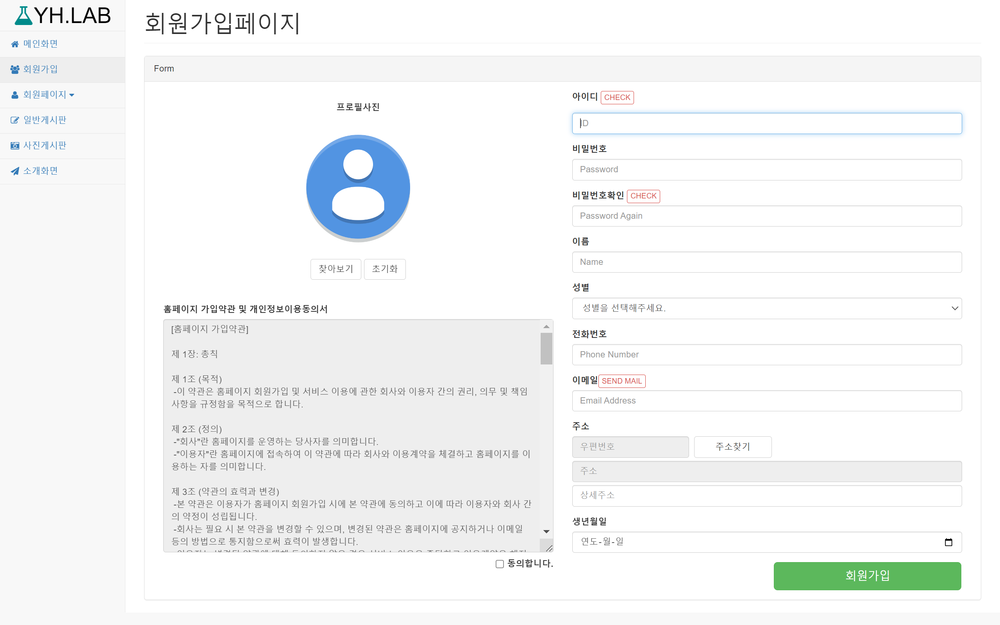 YH.LAB
메인화면
회원가입
회원페이지
일반게시판
사진게시판
소개화면
회원가입페이지
Form
프로필사진
찾아보기 초기화
홈페이지 가입약관 및 개인정보이용동의서
[홈페이지 가입약관]
제 1장: 총칙
제 1조 (목적)
-이 약관은 홈페이지 회원가입 및 서비스 이용에 관한 회사와 이용자 간의 권리, 의무 및 책임
사항을 규정함을 목적으로 합니다.
제 2조 (정의)
-"회사"란 홈페이지를 운영하는 당사자를 의미합니다.
-"이용자"란 홈페이지에 접속하여 이 약관에 따라 회사와 이용계약을 체결하고 홈페이지를 이
용하는 자를 의미합니다.
제 3조 (약관의 효력과 변경)
-본 약관은 이용자가 홈페이지 회원가입 시에 본 약관에 동의하고 이에 따라 이용자와 회사 간
의 약정이 성립됩니다.
-회사는 필요 시 본 약관을 변경할 수 있으며, 변경된 약관은 홈페이지에 공지하거나 이메일
등의 방법으로 통지함으로써 효력이 발생합니다.
동의합니다.
아이디 CHECK
ID
비밀번호
Password
비밀번호확인 CHECK
Password Again
이름
Name
성별
성별을 선택해주세요.
전화번호
Phone Number
이메일 SEND MAIL
Email Address
주소
우편번호 주소찾기
주소
상세주소
생년월일
연도-월-일
회원가입